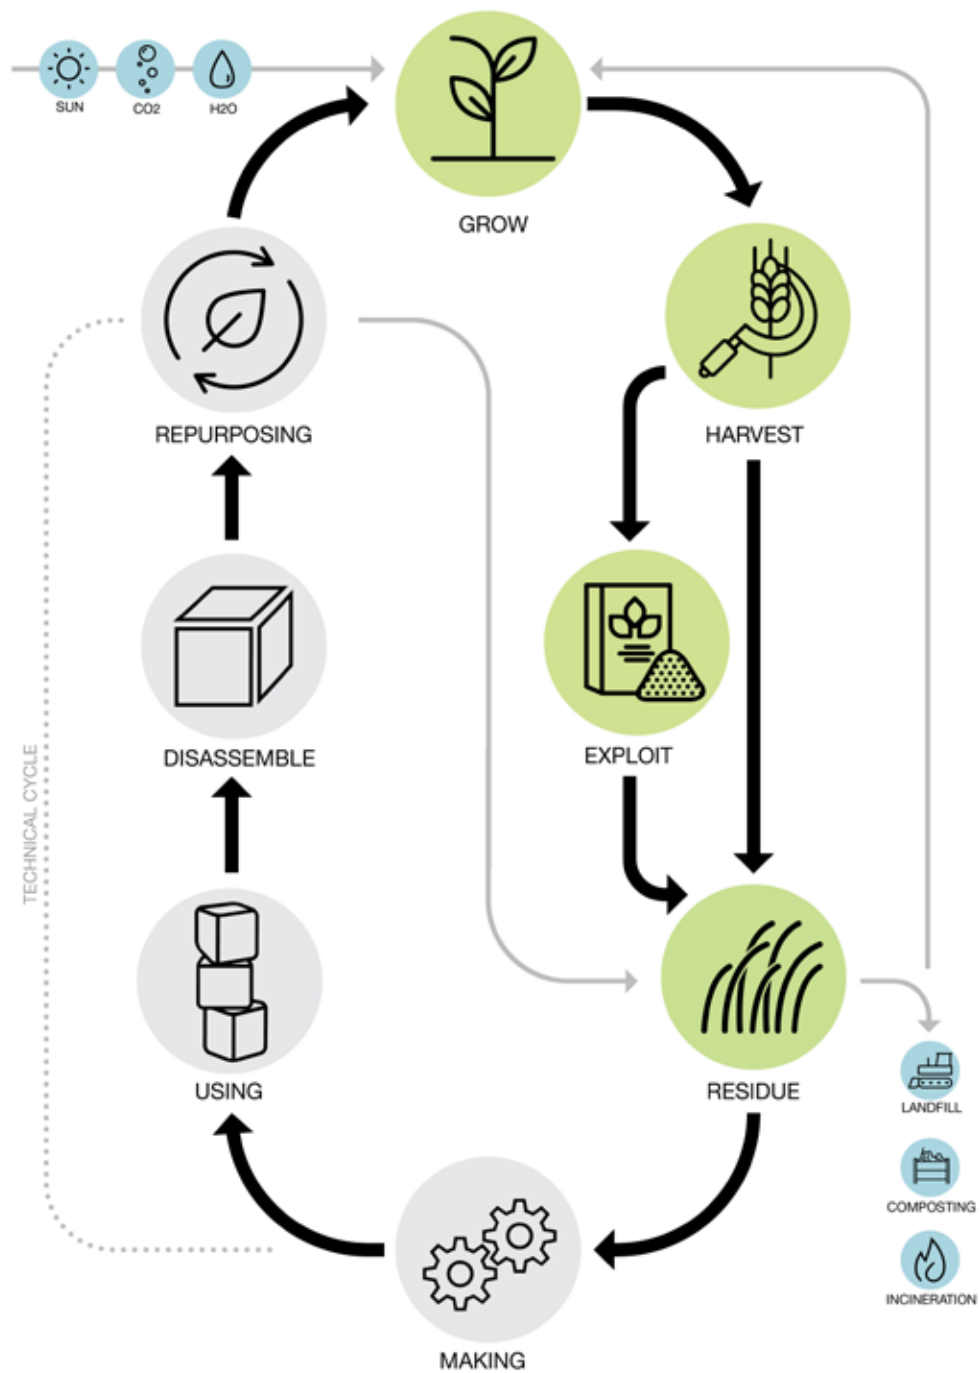 SUN
CO2
H2O
GROW
REPURPOSING
HARVEST
DISASSEMBLE
EXPLOIT
TECHNICAL CYCLE
USING
RESIDUE
LANDFILL
COMPOSTING
INCINERATION
MAKING